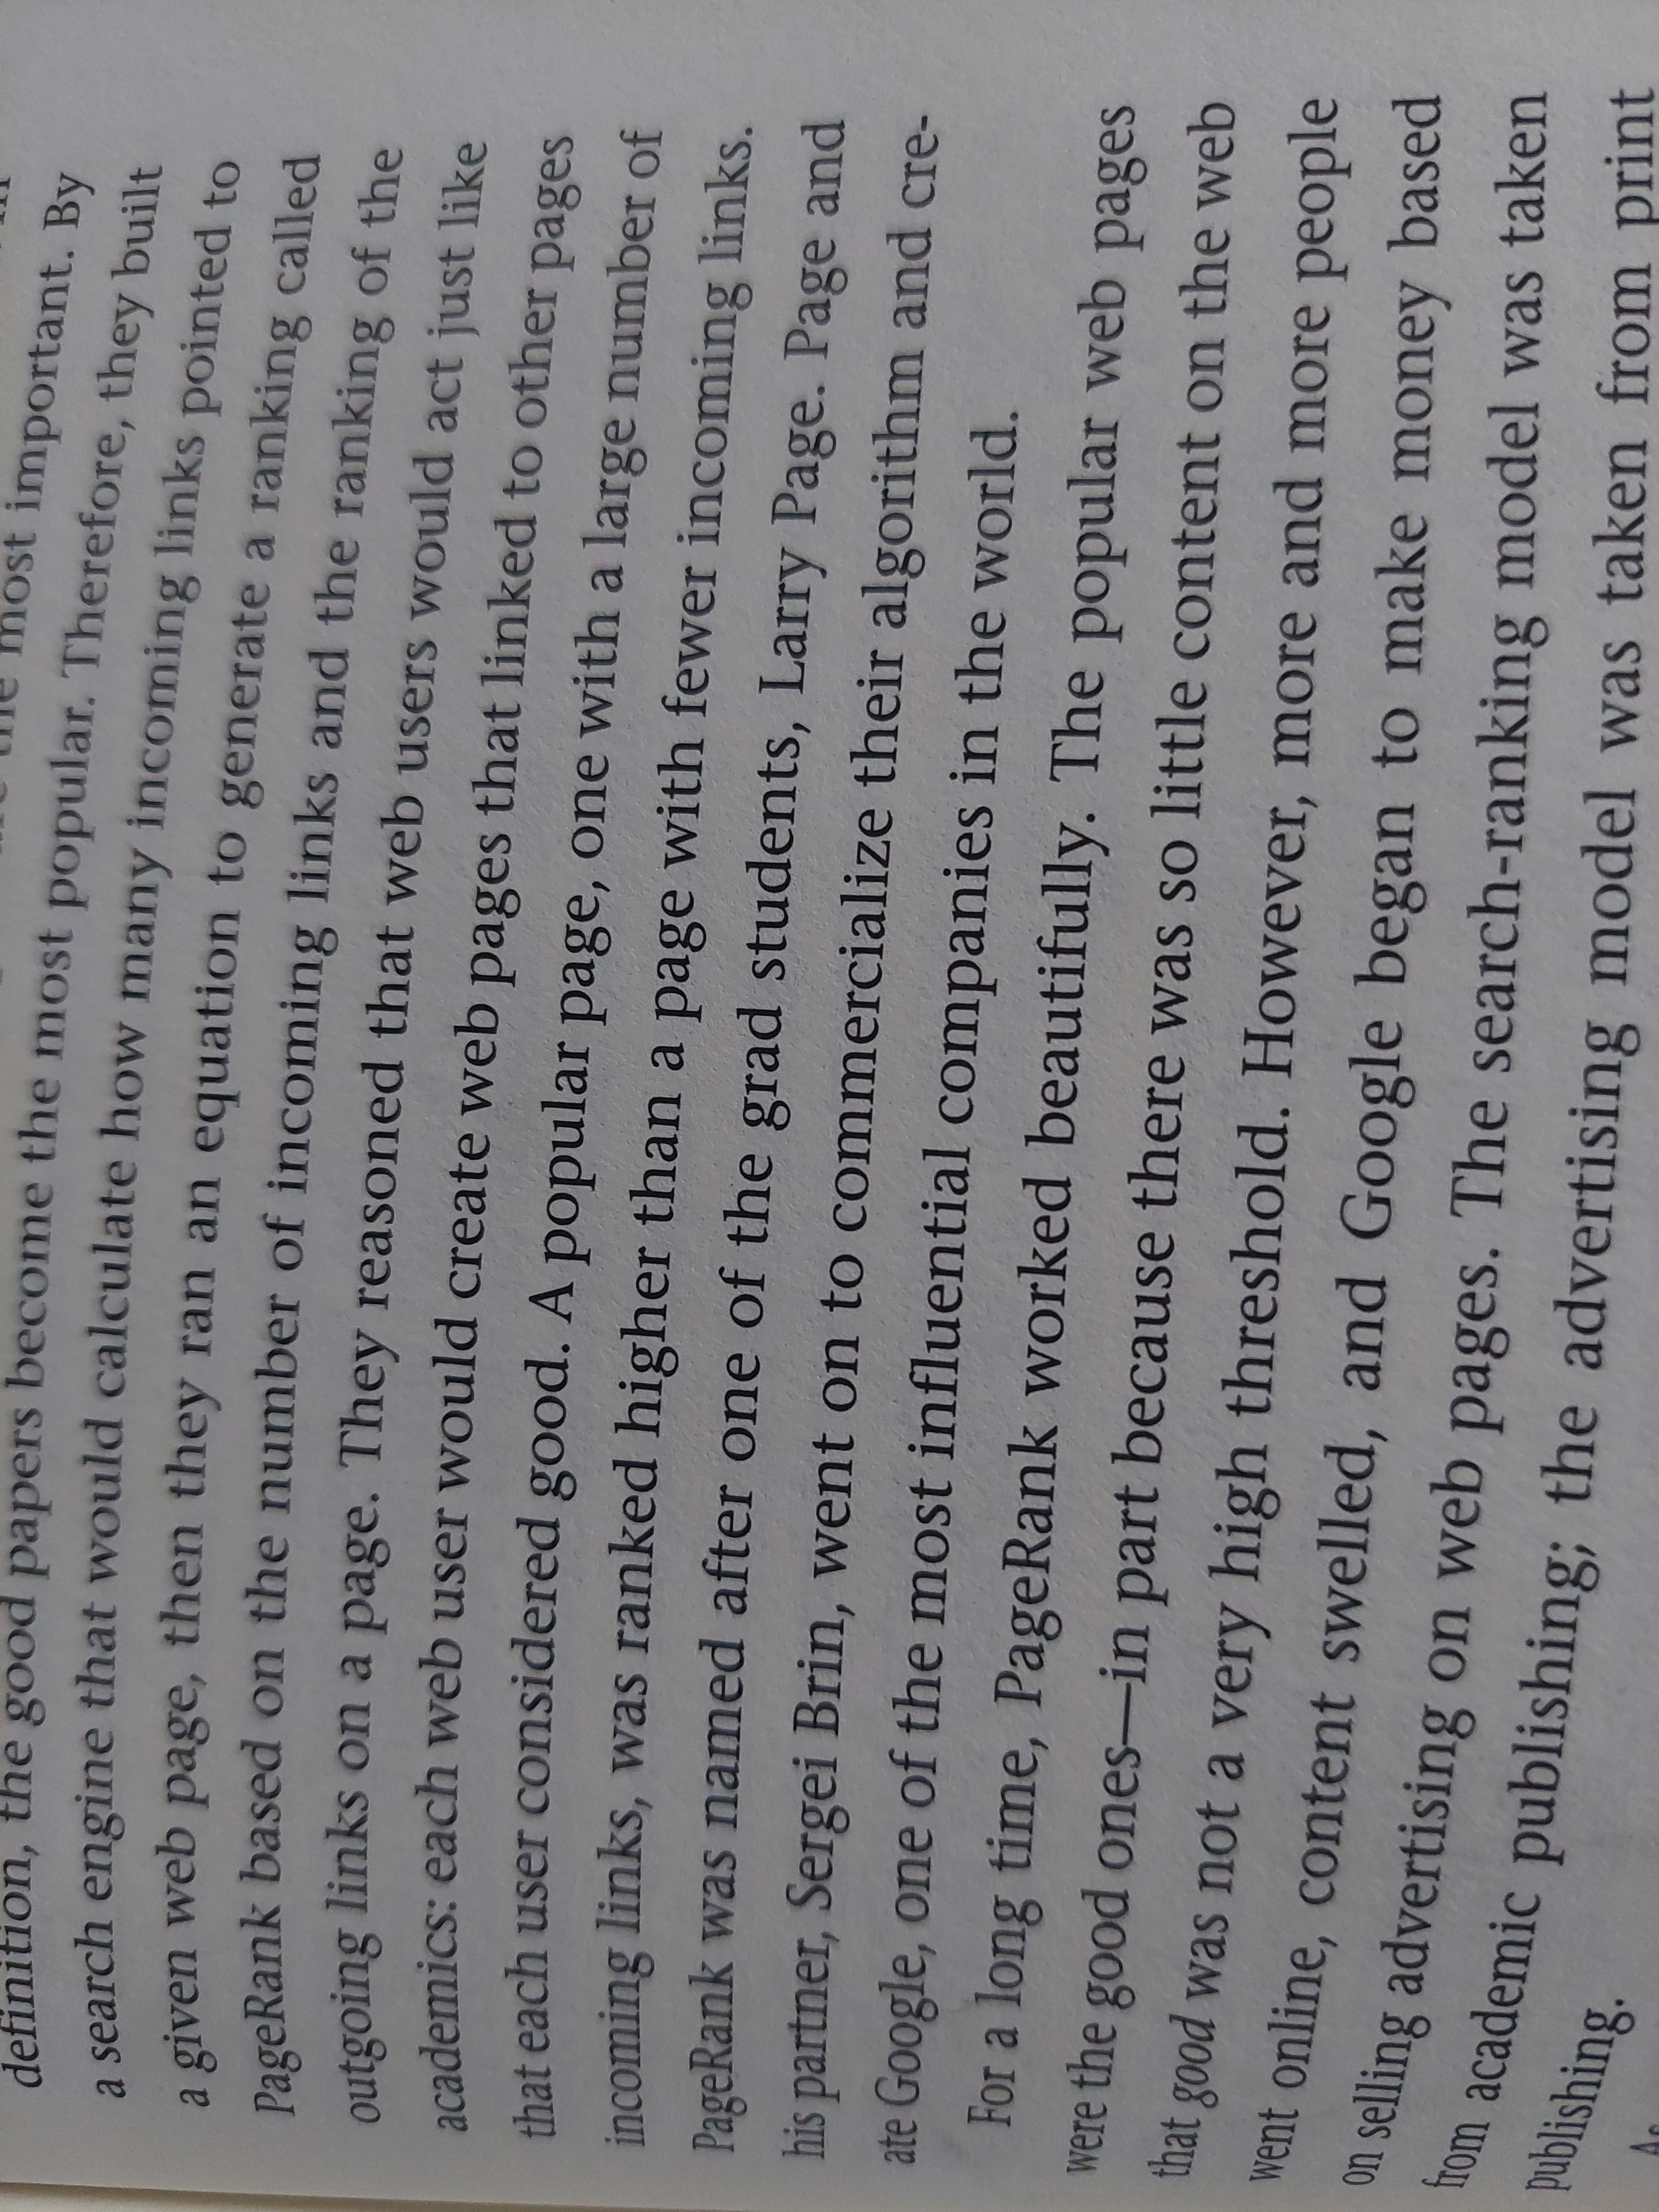 the most important. By
definition, the good papers become the most popular. Therefore, they built
a search engine that would calculate how many incoming links pointed to
a given web page, then they ran an equation to generate a ranking called
PageRank based on the number of incoming links and the ranking of the
outgoing links on a page. They reasoned that web users would act just like
academics: each web user would create web pages that linked to other pages
that each user considered good. A popular page, one with a large number of
incoming links, was ranked higher than a page with fewer incoming links.
PageRank was named after one of the grad students, Larry Page. Page and
his partner, Sergei Brin, went on to commercialize their algorithm and cre-
ate Google, one of the most influential companies in the world.
For a long time, PageRank worked beautifully. The popular web pages
were the good ones—in part because there was so little content on the web
that good was not a very high threshold. However, more and more people
went online, content swelled, and Google began to make money based
on selling advertising on web pages. The search-ranking model was taken
from academic publishing; the advertising model was taken from print
publishing.
As